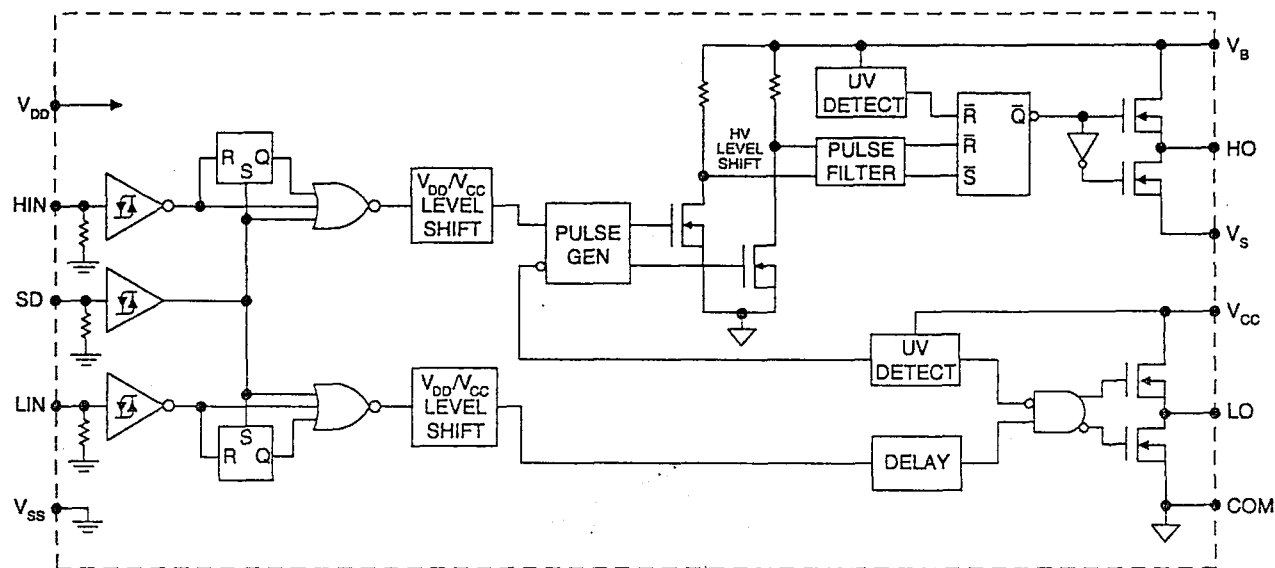 V_B
UV
DETECT
V_DD
R̅
Q̅
HV
LEVEL
SHIFT
R̅
PULSE
FILTER
S̅
HO
R
Q
S
V_DD/V_CC
LEVEL
SHIFT
HIN
PULSE
GEN
V_S
SD
V_CC
UV
DETECT
V_DD/V_CC
LEVEL
SHIFT
LIN
LO
S
R
Q
DELAY
V_SS
COM